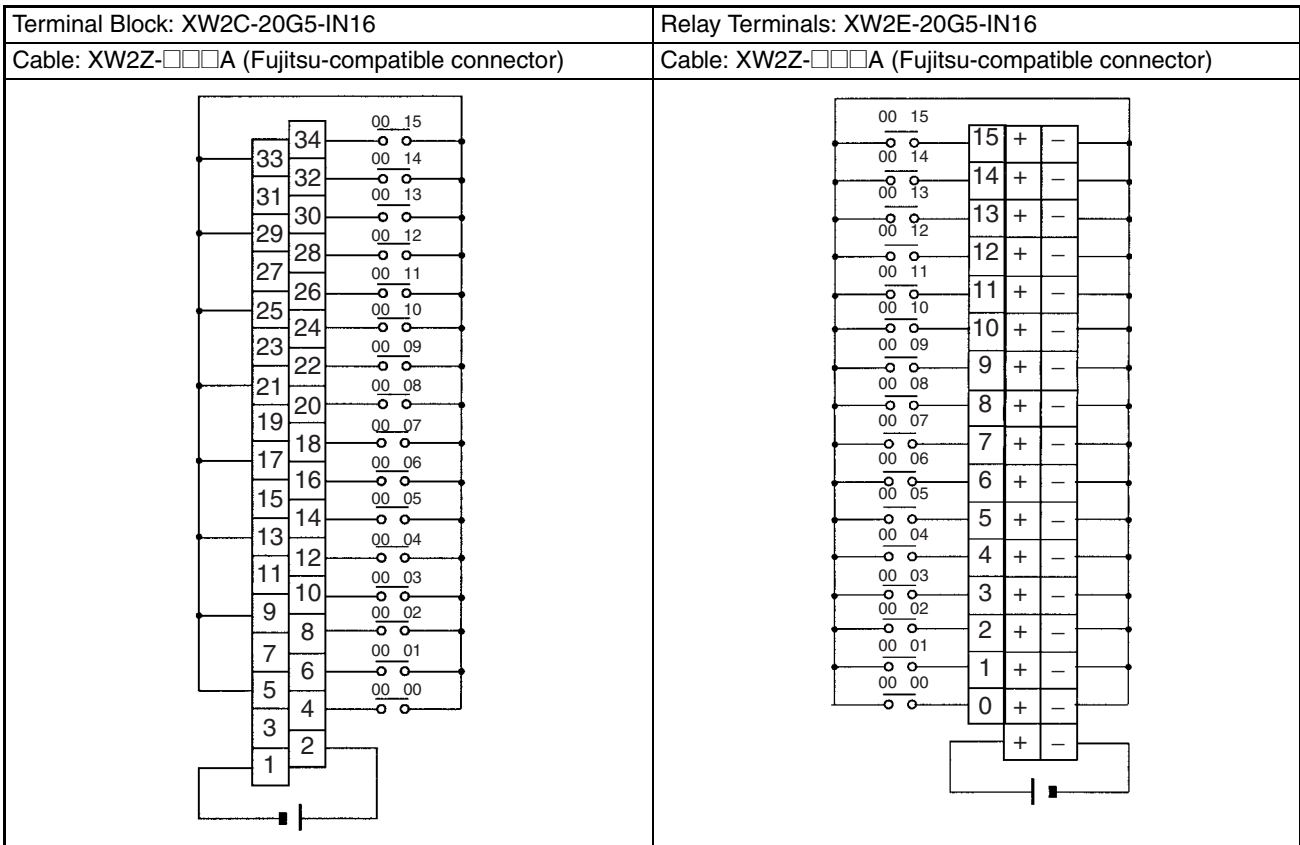 Terminal Block: XW2C-20G5-IN16
Cable: XW2Z-□□□A (Fujitsu-compatible connector)
34 00 15
33
32 00 14
31
30 00 13
29
28 00 12
27
26 00 11
25
24 00 10
23
22 00 09
21
20 00 08
19
18 00 07
17
16 00 06
15
14 00 05
13
12 00 04
11
10 00 03
9
8 00 02
7
6 00 01
5
4 00 00
3
2
1
Relay Terminals: XW2E-20G5-IN16
Cable: XW2Z-□□□A (Fujitsu-compatible connector)
00 15 15 + −
00 14 14 + −
00 13 13 + −
00 12 12 + −
00 11 11 + −
00 10 10 + −
00 09 9 + −
00 08 8 + −
00 07 7 + −
00 06 6 + −
00 05 5 + −
00 04 4 + −
00 03 3 + −
00 02 2 + −
00 01 1 + −
00 00 0 + −
+ −